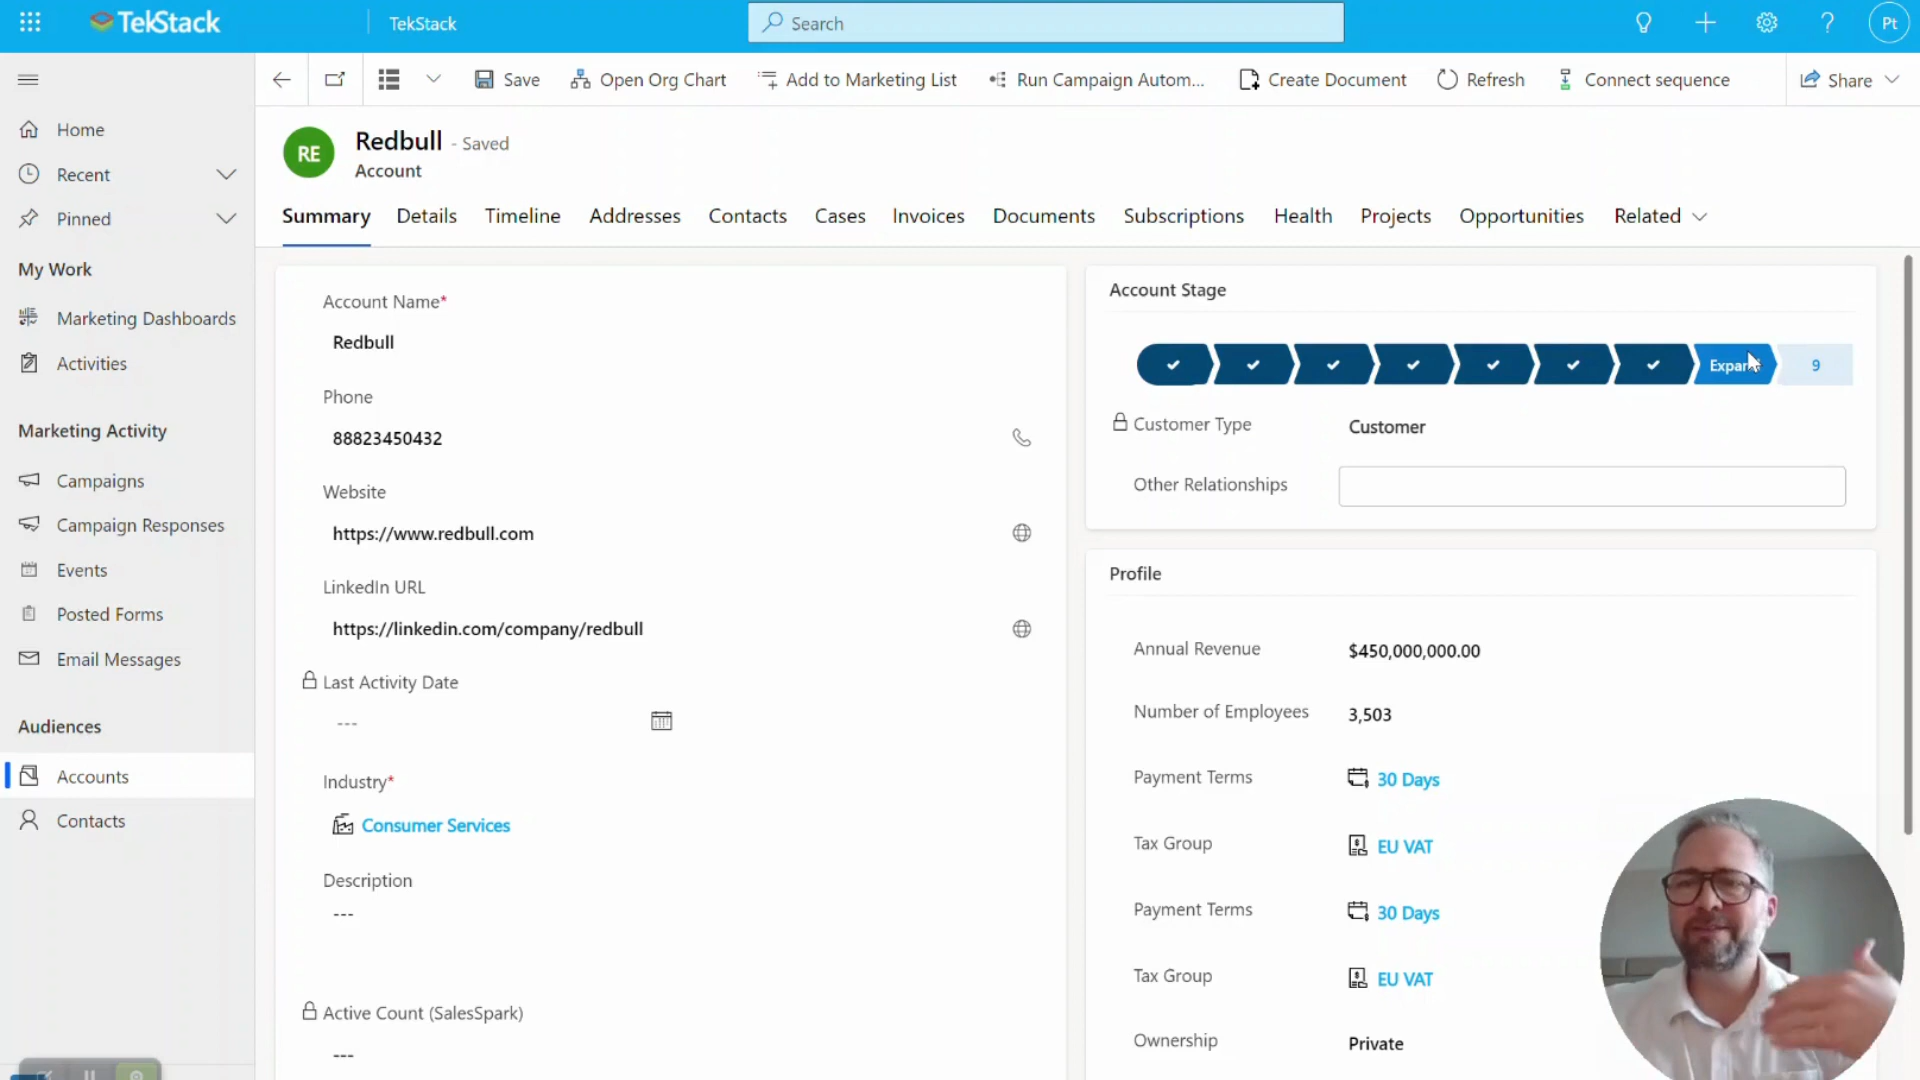 TekStack
TekStack
Search
Pt
Save
Open Org Chart
Add to Marketing List
Run Campaign Autom...
Create Document
Refresh
Connect sequence
Share
Home
Recent
Pinned
My Work
Marketing Dashboards
Activities
Marketing Activity
Campaigns
Campaign Responses
Events
Posted Forms
Email Messages
Audiences
Accounts
Contacts
RE
Redbull - Saved
Account
Summary
Details
Timeline
Addresses
Contacts
Cases
Invoices
Documents
Subscriptions
Health
Projects
Opportunities
Related
Account Name*
Redbull
Phone
88823450432
Website
https://www.redbull.com
LinkedIn URL
https://linkedin.com/company/redbull
Last Activity Date
---
Industry*
Consumer Services
Description
---
Active Count (SalesSpark)
---
Account Stage
9
Customer Type
Customer
Other Relationships
Profile
Annual Revenue
$450,000,000.00
Number of Employees
3,503
Payment Terms
30 Days
Tax Group
EU VAT
Payment Terms
30 Days
Tax Group
EU VAT
Ownership
Private